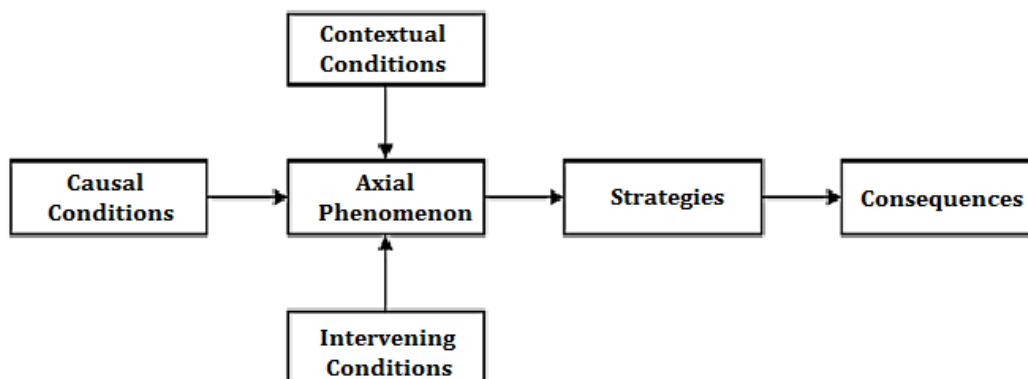 Contextual
Conditions
Causal
Conditions
Axial
Phenomenon
Strategies
Consequences
Intervening
Conditions